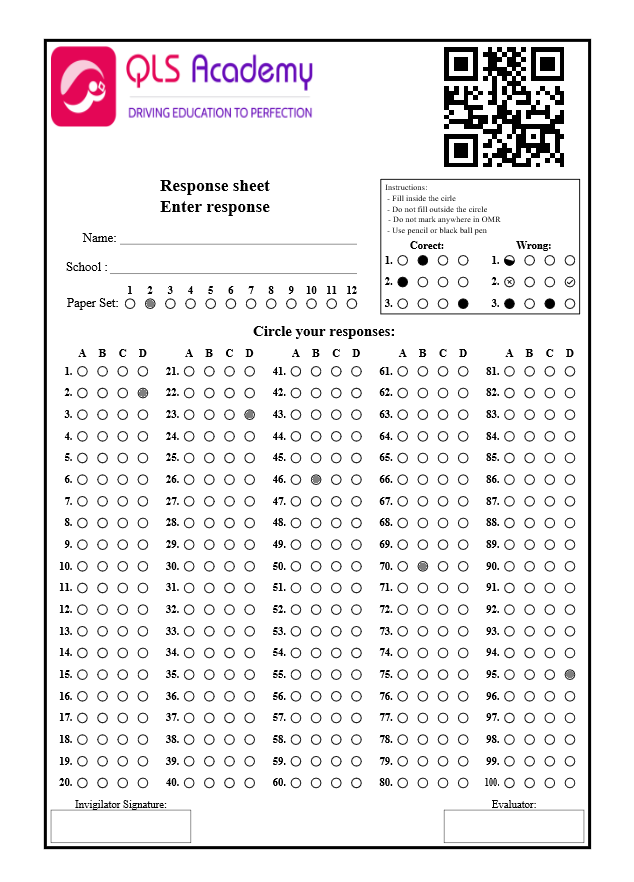 QLS Academy
DRIVING EDUCATION TO PERFECTION
Response sheet
Enter response
Name:
School :
1 2 3 4 5 6 7 8 9 10 11 12
Paper Set:
Instructions:
- Fill inside the cirle
- Do not fill outside the circle
- Do not mark anywhere in OMR
- Use pencil or black ball pen
Corect: Wrong:
1. 1.
2. 2.
3. 3.
Circle your responses:
A B C D A B C D A B C D A B C D A B C D
1. 21. 41. 61. 81.
2. 22. 42. 62. 82.
3. 23. 43. 63. 83.
4. 24. 44. 64. 84.
5. 25. 45. 65. 85.
6. 26. 46. 66. 86.
7. 27. 47. 67. 87.
8. 28. 48. 68. 88.
9. 29. 49. 69. 89.
10. 30. 50. 70. 90.
11. 31. 51. 71. 91.
12. 32. 52. 72. 92.
13. 33. 53. 73. 93.
14. 34. 54. 74. 94.
15. 35. 55. 75. 95.
16. 36. 56. 76. 96.
17. 37. 57. 77. 97.
18. 38. 58. 78. 98.
19. 39. 59. 79. 99.
20. 40. 60. 80. 100.
Invigilator Signature: Evaluator: